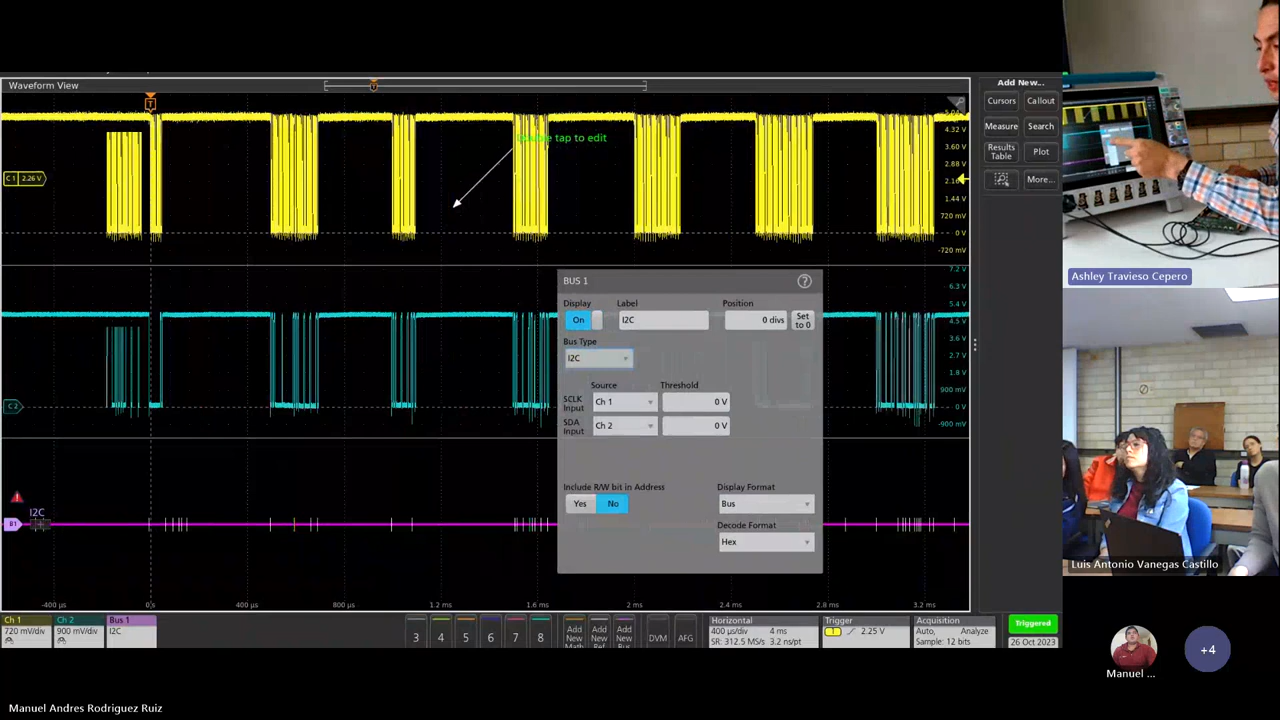 Waveform View
Add New...
Cursors
Callout
Measure
Search
Results Table
Plot
More...
T
T
C 1 2.26 V
4.32 V
3.60 V
2.88 V
2.16
1.44 V
720 mV
0 V
-720 mV
tap to edit
Ashley Travieso Cepero
7.2 V
6.3 V
5.4 V
4.5 V
3.6 V
2.7 V
1.8 V
900 mV
0 V
-900 mV
C 2
BUS 1
?
Display
Label
Position
On
I2C
0 divs
Set to 0
Bus Type
I2C
Source
Threshold
SCLK Input
Ch 1
0 V
SDA Input
Ch 2
0 V
Include R/W bit in Address
Display Format
Yes
No
Bus
Decode Format
Hex
I2C
B1
-400 µs
0 s
400 µs
800 µs
1.2 ms
1.6 ms
2 ms
2.4 ms
2.8 ms
3.2 ms
Luis Antonio Vanegas Castillo
Ch 1
720 mV/div
Ch 2
900 mV/div
Bus 1
I2C
3
4
5
6
7
8
Add New Math
Add New Ref
Add New Bus
DVM
AFG
Horizontal
400 µs/div 4 ms
SR: 312.5 MS/s 3.2 ns/pt
Trigger
1 2.25 V
Acquisition
Auto, Analyze
Sample: 12 bits
Triggered
26 Oct 2023
+4
Manuel ...
Manuel Andres Rodriguez Ruiz